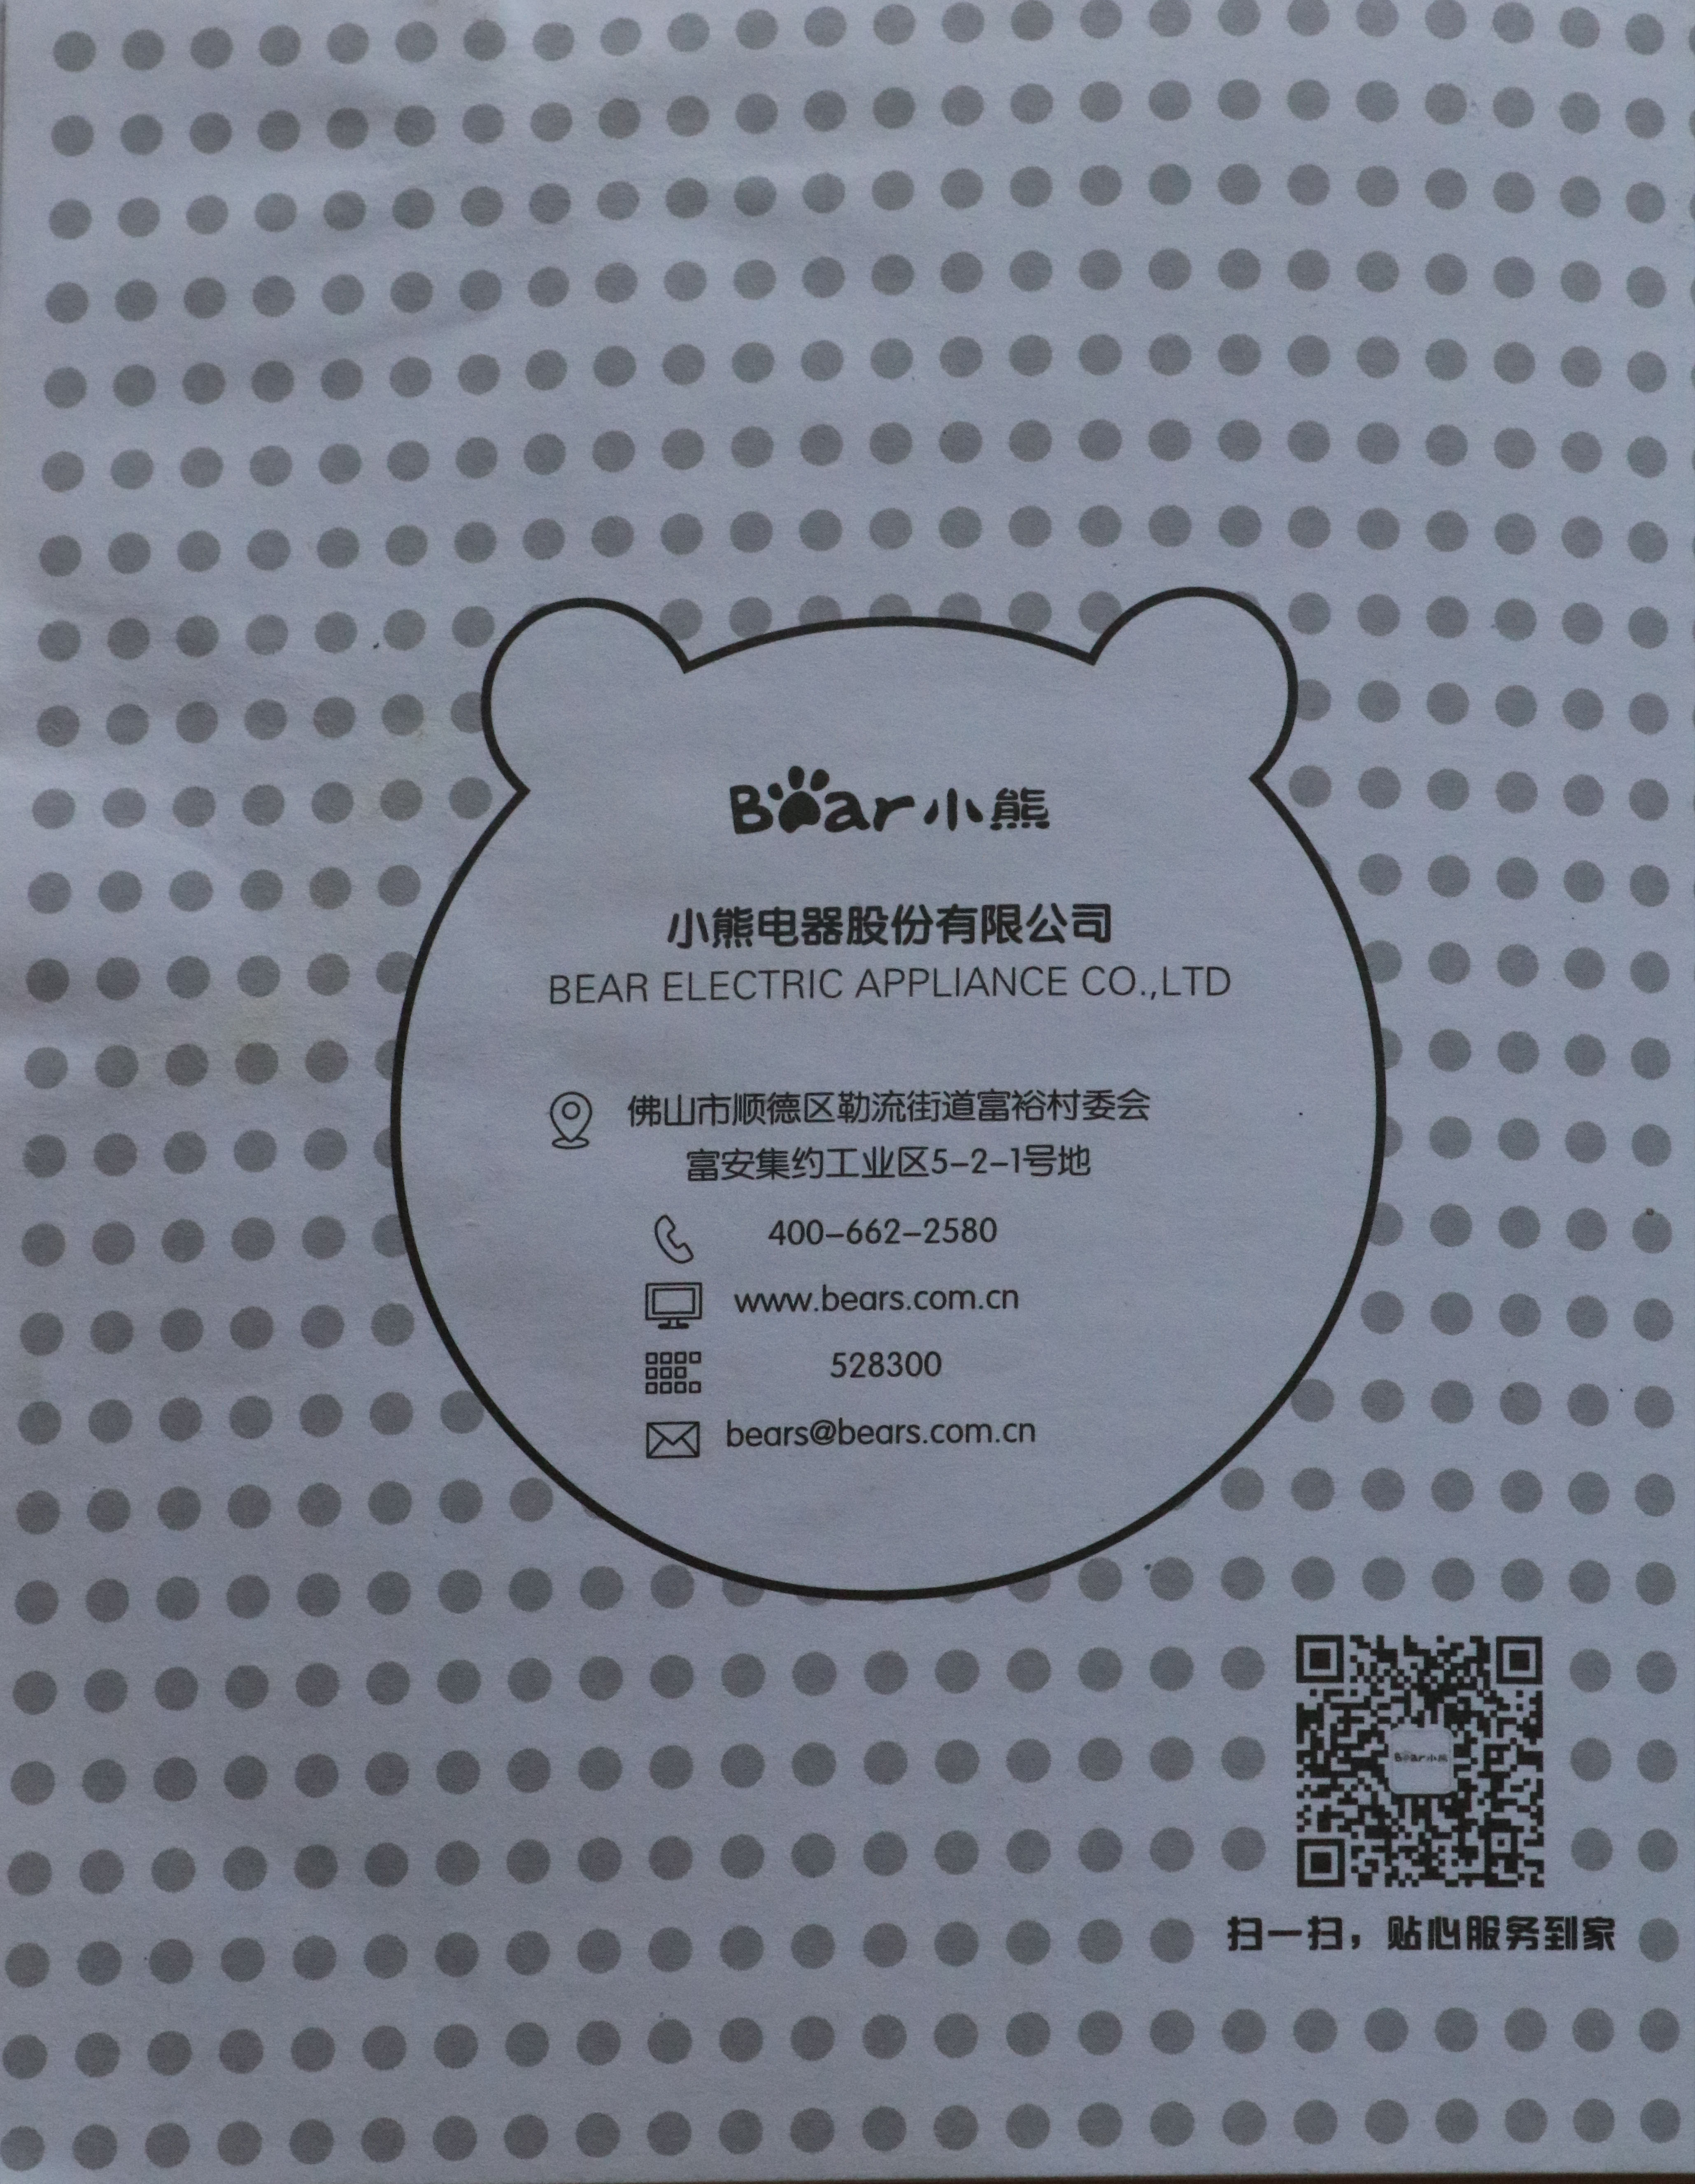 Bear小熊
小熊电器股份有限公司
BEAR ELECTRIC APPLIANCE CO.,LTD
佛山市顺德区勒流街道富裕村委会
富安集约工业区5-2-1号地
400-662-2580
www.bears.com.cn
528300
bears@bears.com.cn
Bear小熊
扫一扫，贴心服务到家